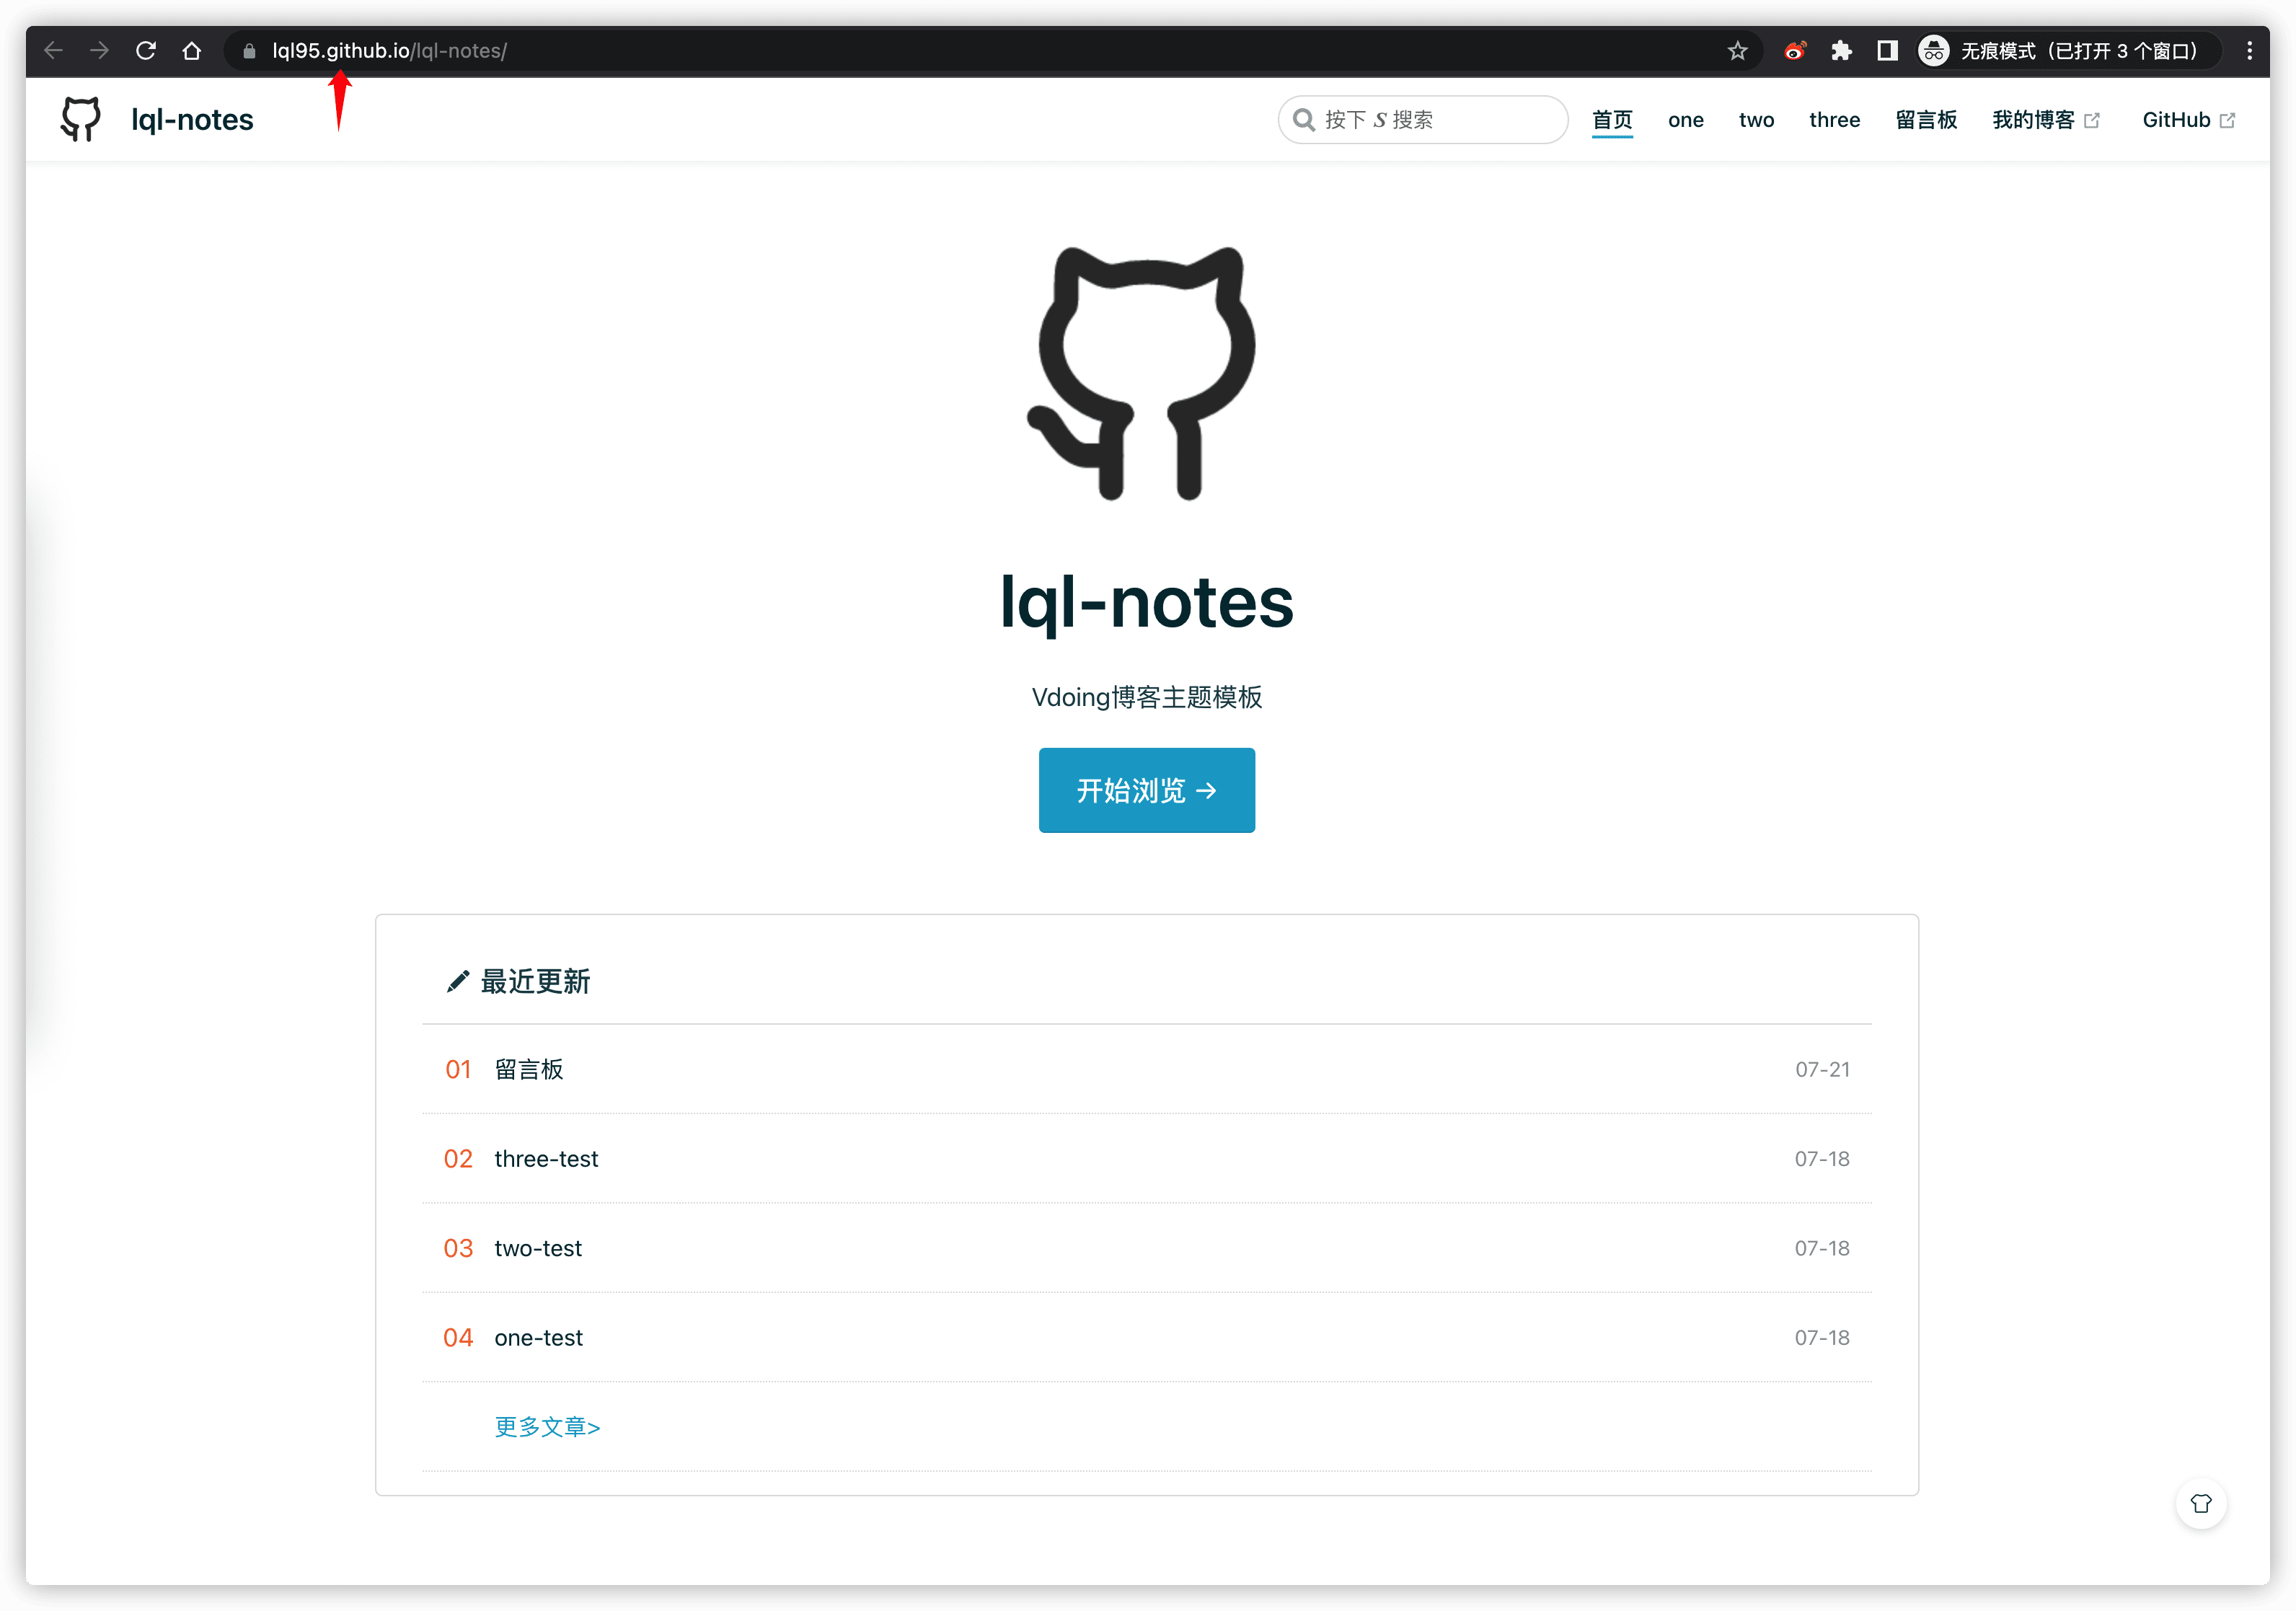 lql95.github.io/lql-notes/
无痕模式（已打开 3 个窗口）
lql-notes
按下 S 搜索
首页
one
two
three
留言板
我的博客
GitHub
lql-notes
Vdoing博客主题模板
开始浏览 →
最近更新
01 留言板 07-21
02 three-test 07-18
03 two-test 07-18
04 one-test 07-18
更多文章>